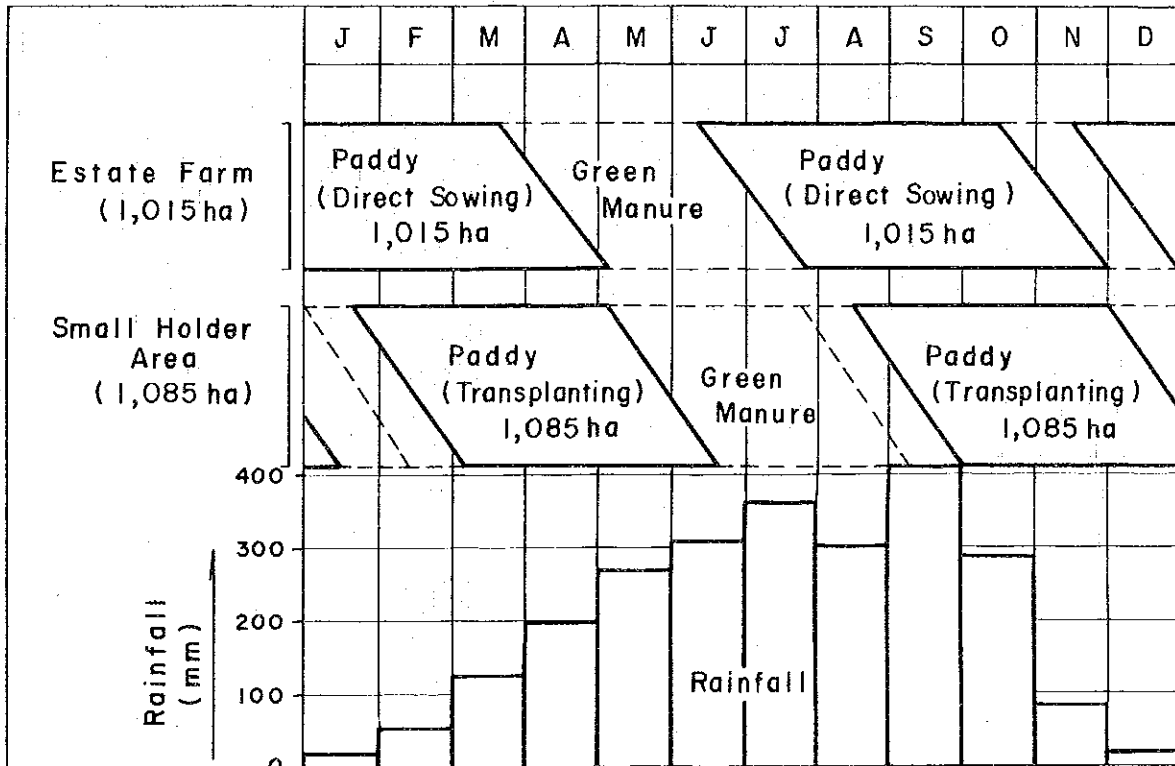 J F M A M J J A S O N D
Estate Farm
(1,015 ha)
Paddy
(Direct Sowing)
1,015 ha
Green
Manure
Paddy
(Direct Sowing)
1,015 ha
Small Holder
Area
(1,085 ha)
Paddy
(Transplanting)
1,085 ha
Green
Manure
Paddy
(Transplanting)
1,085 ha
Rainfall
(mm)
400
300
200
100
0
Rainfall